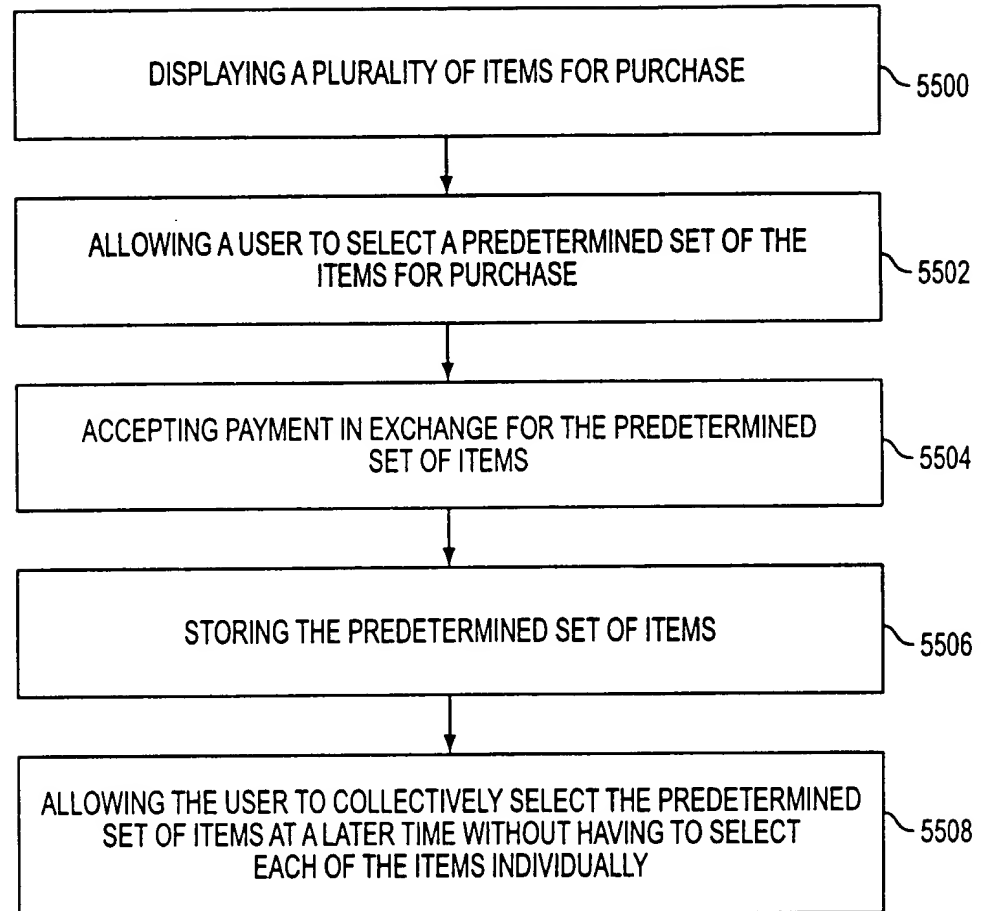 DISPLAYING A PLURALITY OF ITEMS FOR PURCHASE
5500
ALLOWING A USER TO SELECT A PREDETERMINED SET OF THE
ITEMS FOR PURCHASE
5502
ACCEPTING PAYMENT IN EXCHANGE FOR THE PREDETERMINED
SET OF ITEMS
5504
STORING THE PREDETERMINED SET OF ITEMS
5506
ALLOWING THE USER TO COLLECTIVELY SELECT THE PREDETERMINED
SET OF ITEMS AT A LATER TIME WITHOUT HAVING TO SELECT
EACH OF THE ITEMS INDIVIDUALLY
5508